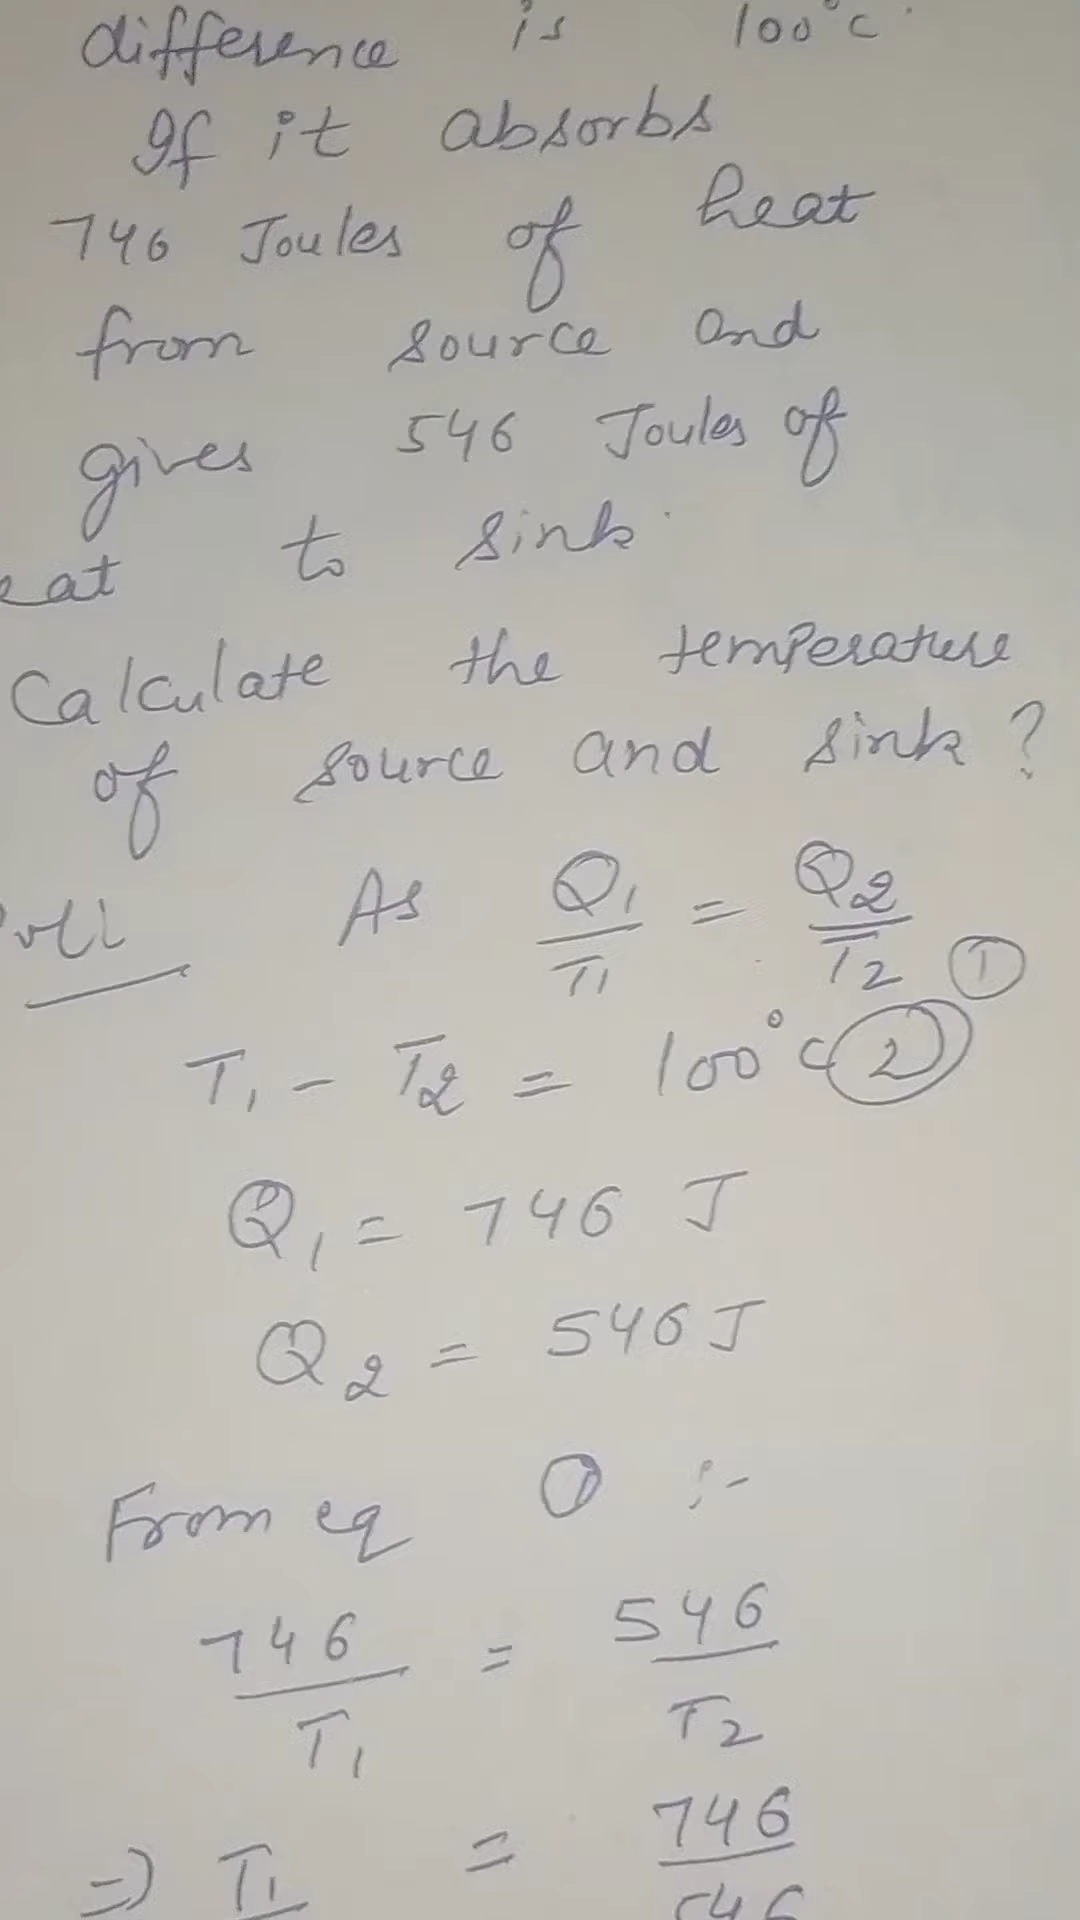 difference is 100°c.
If it absorbs
746 Joules of heat
from source and
gives 546 Joules of
eat to sink.
Calculate the temperature
of source and sink?
As Q1/T1 = Q2/T2 ①
T1 - T2 = 100°c ②
Q1 = 746 J
Q2 = 546 J
From eq ① :-
746/T1 = 546/T2
=) T1 = 746/546